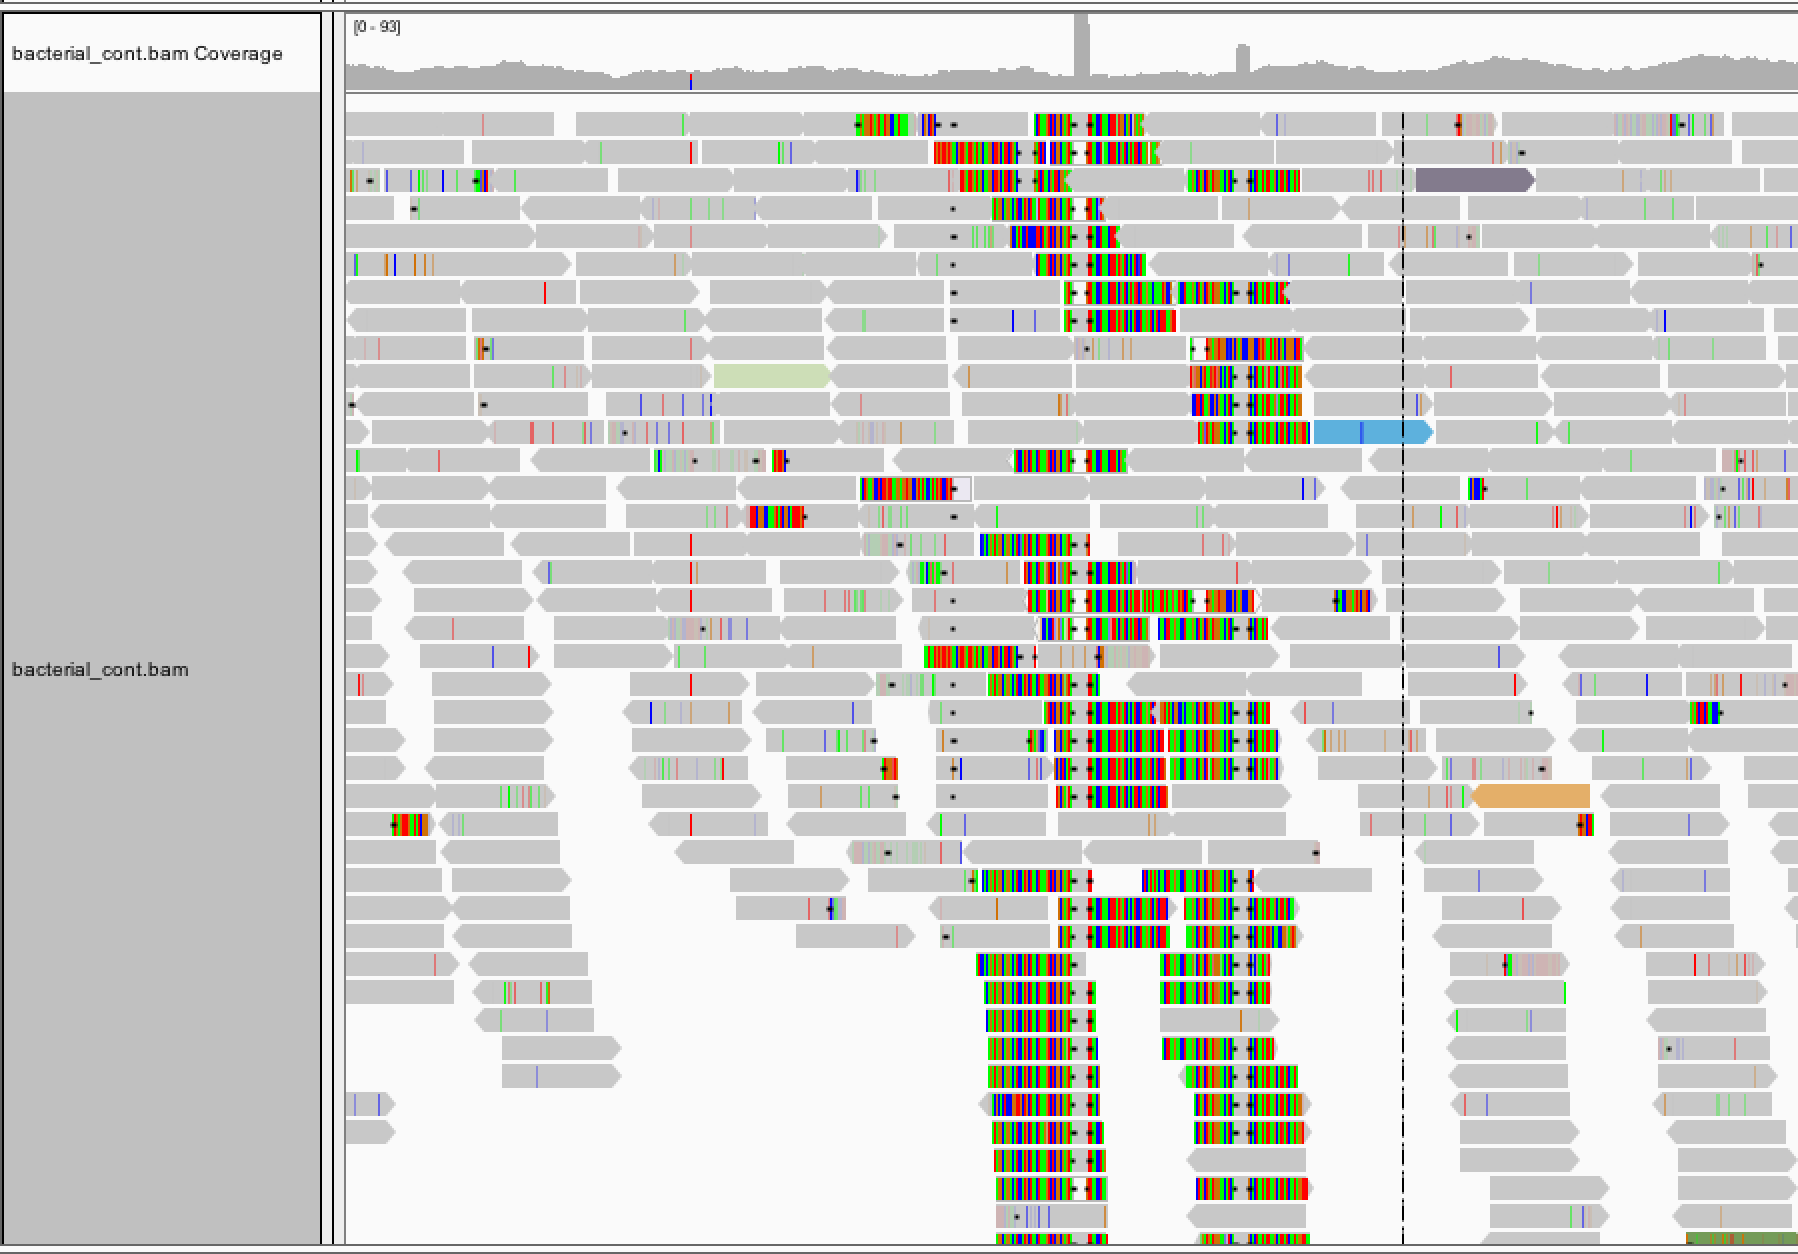 [0 - 93]
bacterial_cont.bam Coverage
bacterial_cont.bam